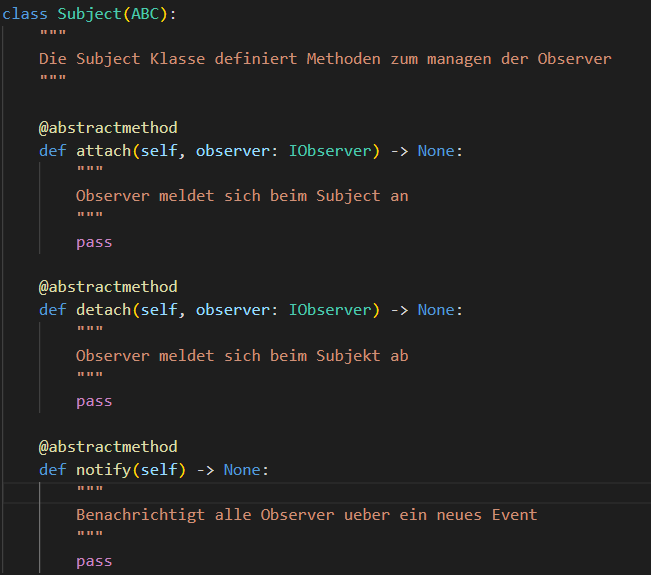 class Subject(ABC):
"""
Die Subject Klasse definiert Methoden zum managen der Observer
"""
@abstractmethod
def attach(self, observer: IObserver) -> None:
"""
Observer meldet sich beim Subject an
"""
pass
@abstractmethod
def detach(self, observer: IObserver) -> None:
"""
Observer meldet sich beim Subjekt ab
"""
pass
@abstractmethod
def notify(self) -> None:
"""
Benachrichtigt alle Observer ueber ein neues Event
"""
pass